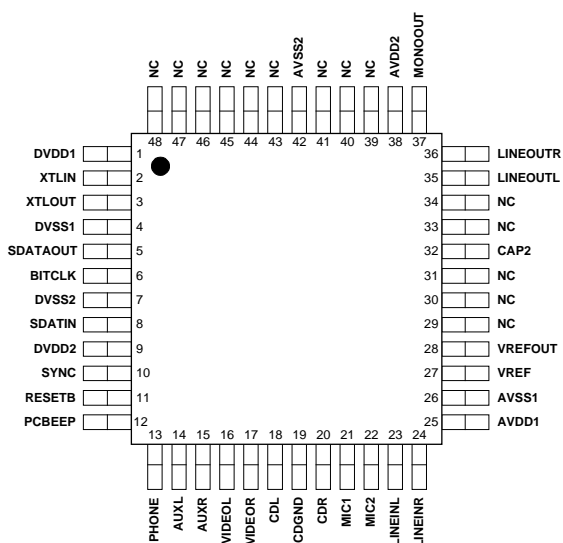 NC
NC
NC
NC
NC
NC
AVSS2
NC
NC
NC
AVDD2
MONOOUT
48 47 46 45 44 43 42 41 40 39 38 37
DVDD1 1 36 LINEOUTR
XTLIN 2 35 LINEOUTL
XTLOUT 3 34 NC
DVSS1 4 33 NC
SDATAOUT 5 32 CAP2
BITCLK 6 31 NC
DVSS2 7 30 NC
SDATIN 8 29 NC
DVDD2 9 28 VREFOUT
SYNC 10 27 VREF
RESETB 11 26 AVSS1
PCBEEP 12 25 AVDD1
13 14 15 16 17 18 19 20 21 22 23 24
PHONE
AUXL
AUXR
VIDEOL
VIDEOR
CDL
CDGND
CDR
MIC1
MIC2
LINEINL
LINEINR